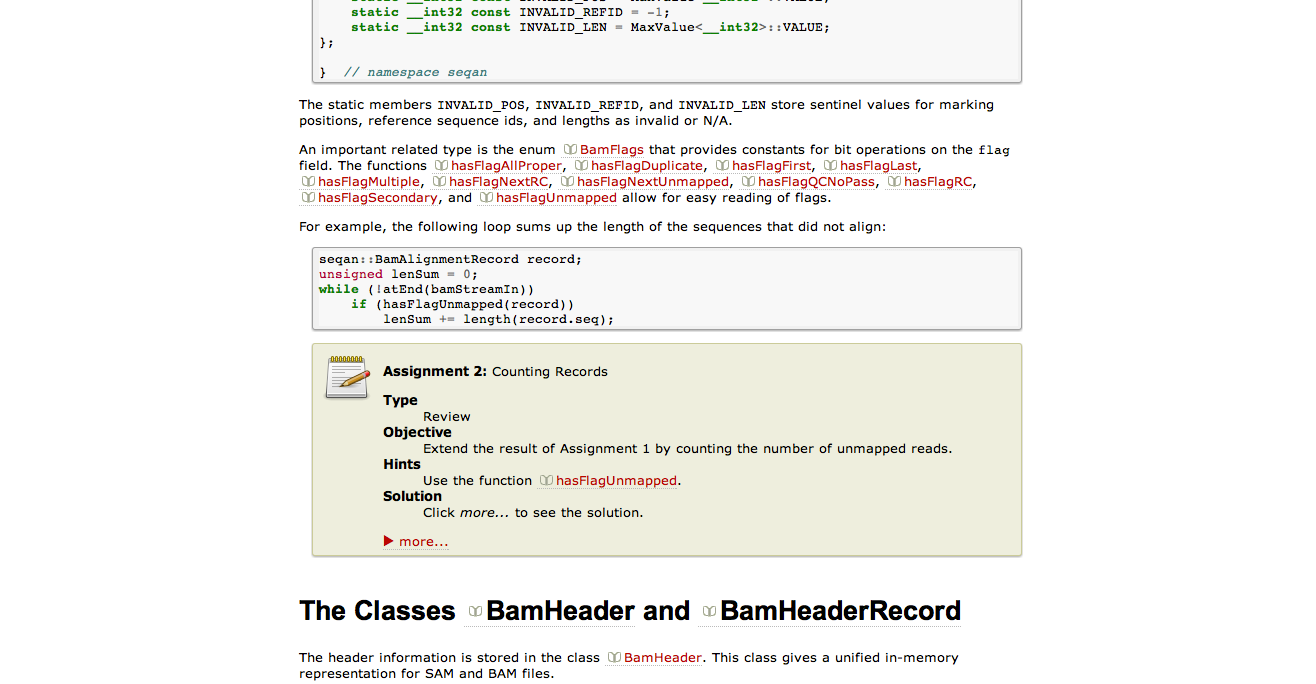 static __int32 const INVALID_REFID = -1;
static __int32 const INVALID_LEN = MaxValue<__int32>::VALUE;
};
}  // namespace seqan
The static members INVALID_POS, INVALID_REFID, and INVALID_LEN store sentinel values for marking
positions, reference sequence ids, and lengths as invalid or N/A.
An important related type is the enum BamFlags that provides constants for bit operations on the flag
field. The functions hasFlagAllProper, hasFlagDuplicate, hasFlagFirst, hasFlagLast,
hasFlagMultiple, hasFlagNextRC, hasFlagNextUnmapped, hasFlagQCNoPass, hasFlagRC,
hasFlagSecondary, and hasFlagUnmapped allow for easy reading of flags.
For example, the following loop sums up the length of the sequences that did not align:
seqan::BamAlignmentRecord record;
unsigned lenSum = 0;
while (!atEnd(bamStreamIn))
if (hasFlagUnmapped(record))
lenSum += length(record.seq);
Assignment 2: Counting Records
Type
Review
Objective
Extend the result of Assignment 1 by counting the number of unmapped reads.
Hints
Use the function hasFlagUnmapped.
Solution
Click more... to see the solution.
more...
The Classes BamHeader and BamHeaderRecord
The header information is stored in the class BamHeader. This class gives a unified in-memory
representation for SAM and BAM files.